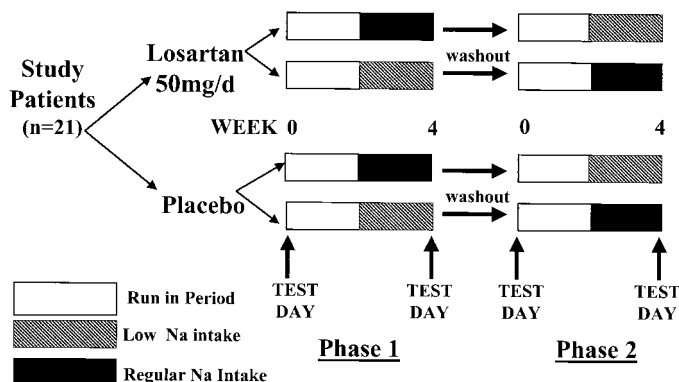 Study
Patients
(n=21)
Losartan
50mg/d
Placebo
washout
WEEK 0 4 0 4
washout
TEST
DAY
TEST
DAY
TEST
DAY
TEST
DAY
Phase 1
Phase 2
Run in Period
Low Na intake
Regular Na Intake